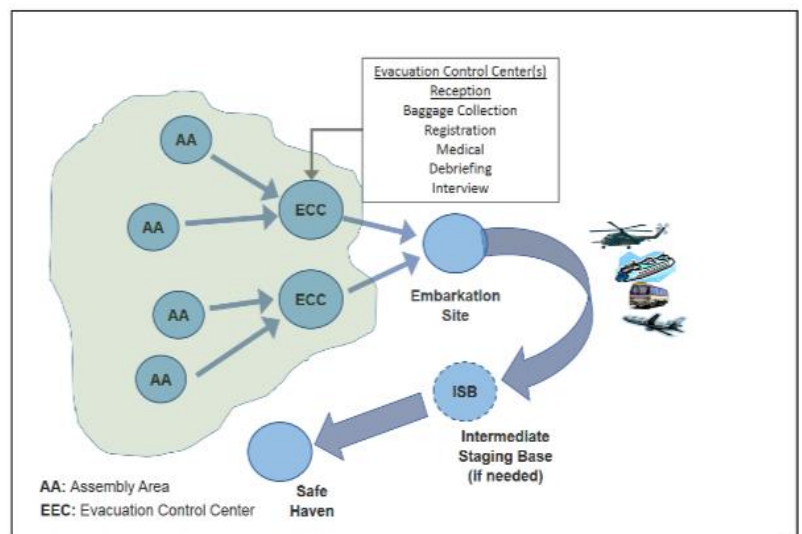 Evacuation Control Center(s)
Reception
Baggage Collection
Registration
Medical
Debriefing
Interview
AA
AA
ECC
AA
ECC
AA
Embarkation
Site
ISB
Intermediate
Staging Base
(if needed)
Safe
Haven
AA: Assembly Area
EEC: Evacuation Control Center